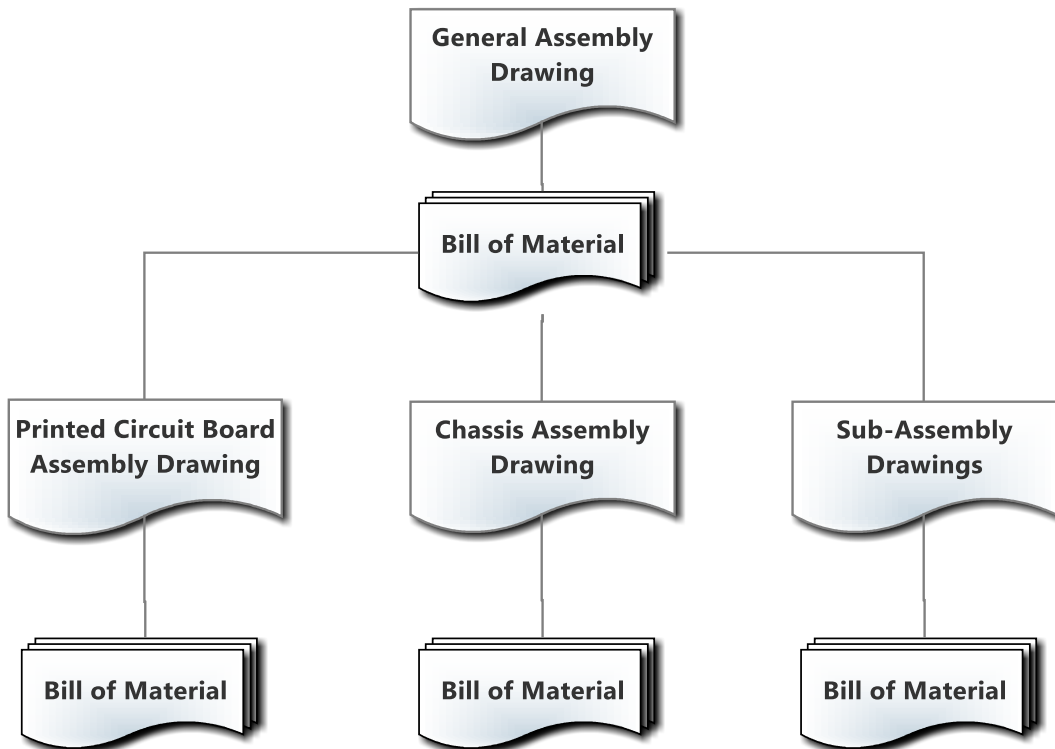 General Assembly
Drawing
Bill of Material
Printed Circuit Board
Assembly Drawing
Chassis Assembly
Drawing
Sub-Assembly
Drawings
Bill of Material
Bill of Material
Bill of Material